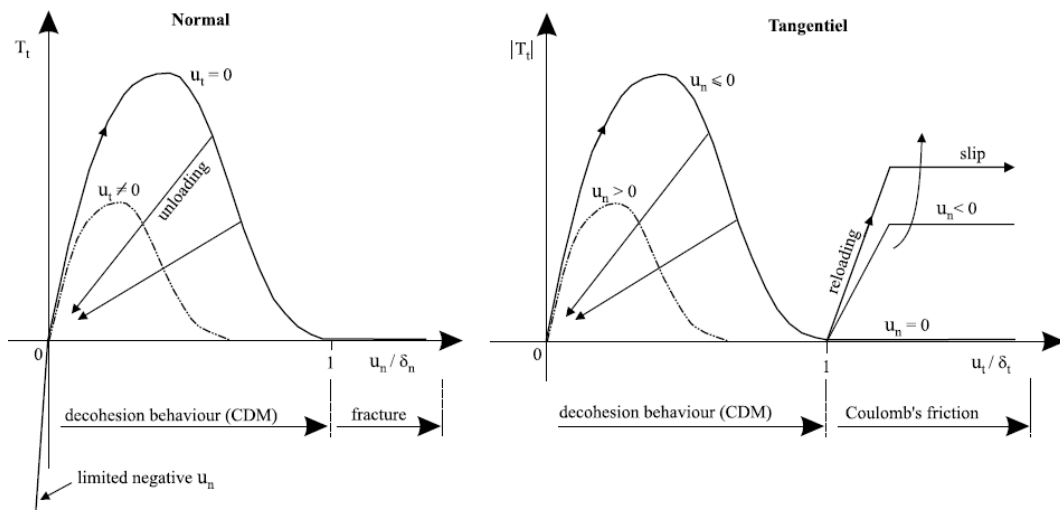 Normal
T_t
u_t = 0
u_t ≠ 0
unloading
0
1
u_n / δ_n
decohesion behaviour (CDM)
fracture
limited negative u_n
Tangentiel
|T_t|
u_n ⩽ 0
u_n > 0
slip
u_n < 0
reloading
u_n = 0
0
1
u_t / δ_t
decohesion behaviour (CDM)
Coulomb's friction